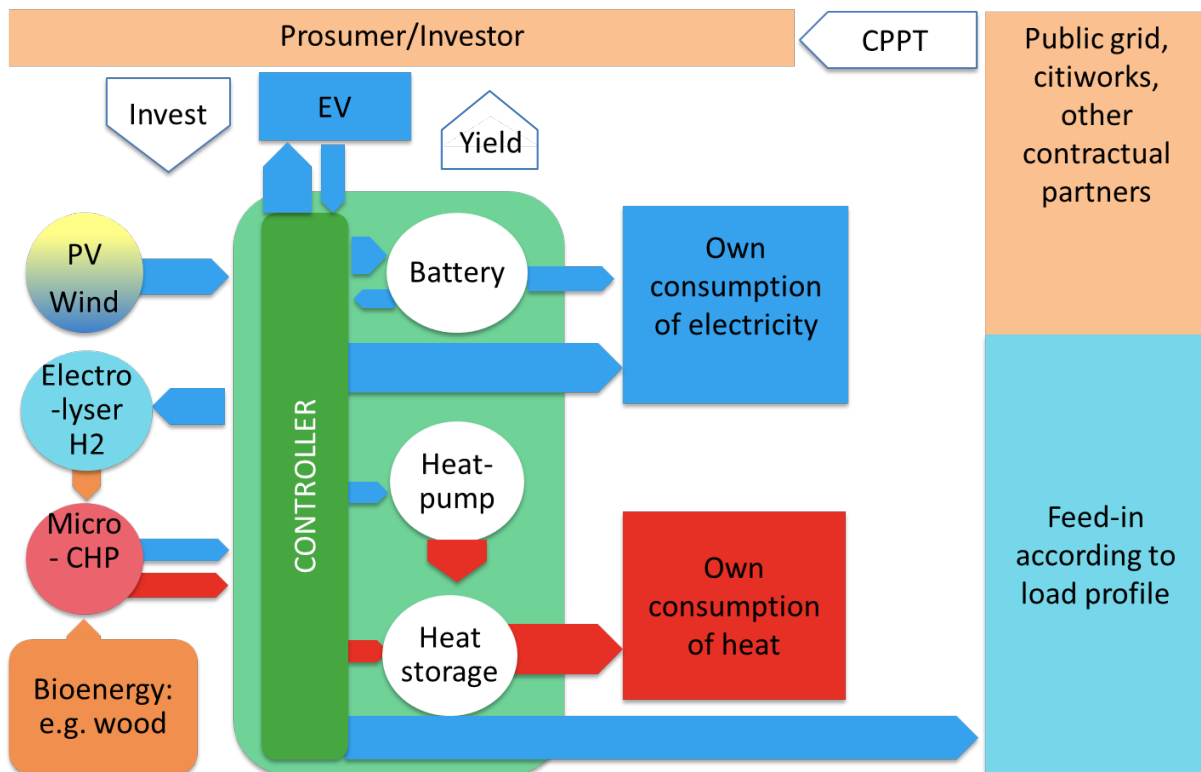 Prosumer/Investor
CPPT
Public grid,
citiworks,
other
contractual
partners
Invest
EV
Yield
PV
Wind
Battery
Own
consumption
of electricity
Electro
-lyser
H2
CONTROLLER
Heat-
pump
Micro
- CHP
Own
consumption
of heat
Feed-in
according to
load profile
Heat
storage
Bioenergy:
e.g. wood